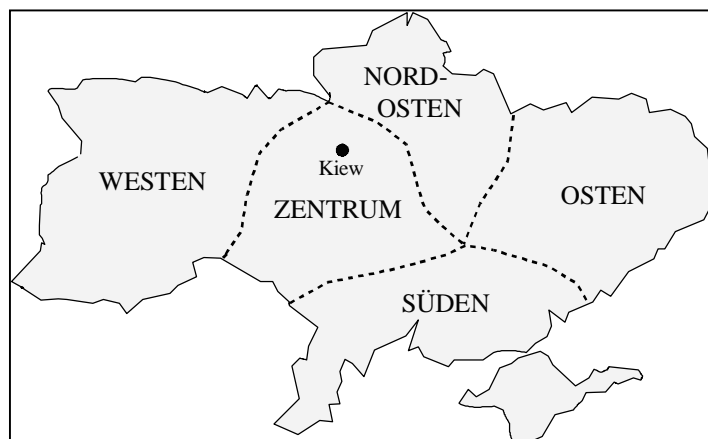 NORD-
OSTEN
Kiew
WESTEN
ZENTRUM
OSTEN
SÜDEN